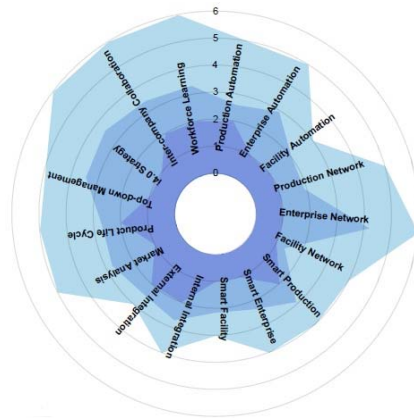 6
5
4
3
2
1
0
Production Automation
Enterprise Automation
Facility Automation
Production Network
Enterprise Network
Facility Network
Smart Production
Smart Enterprise
Smart Facility
Internal Integration
External Integration
Market Analysis
Product Life Cycle
Top-down Management
I4.0 Strategy
Inter-company Collaboration
Workforce Learning